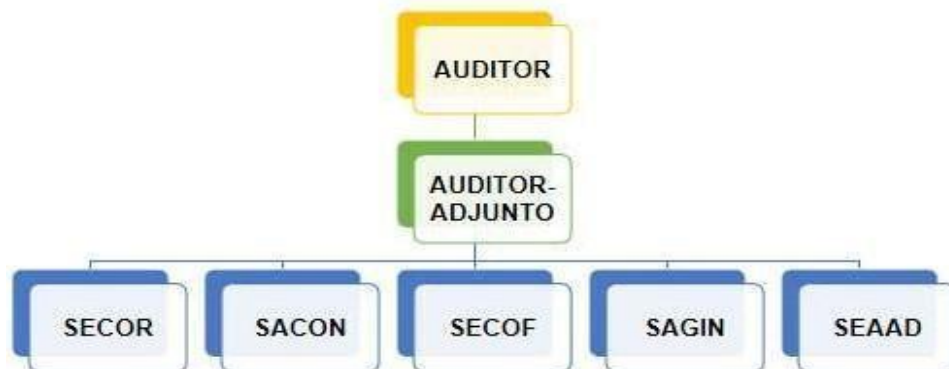 AUDITOR
AUDITOR-
ADJUNTO
SECOR
SACON
SECOF
SAGIN
SEAAD